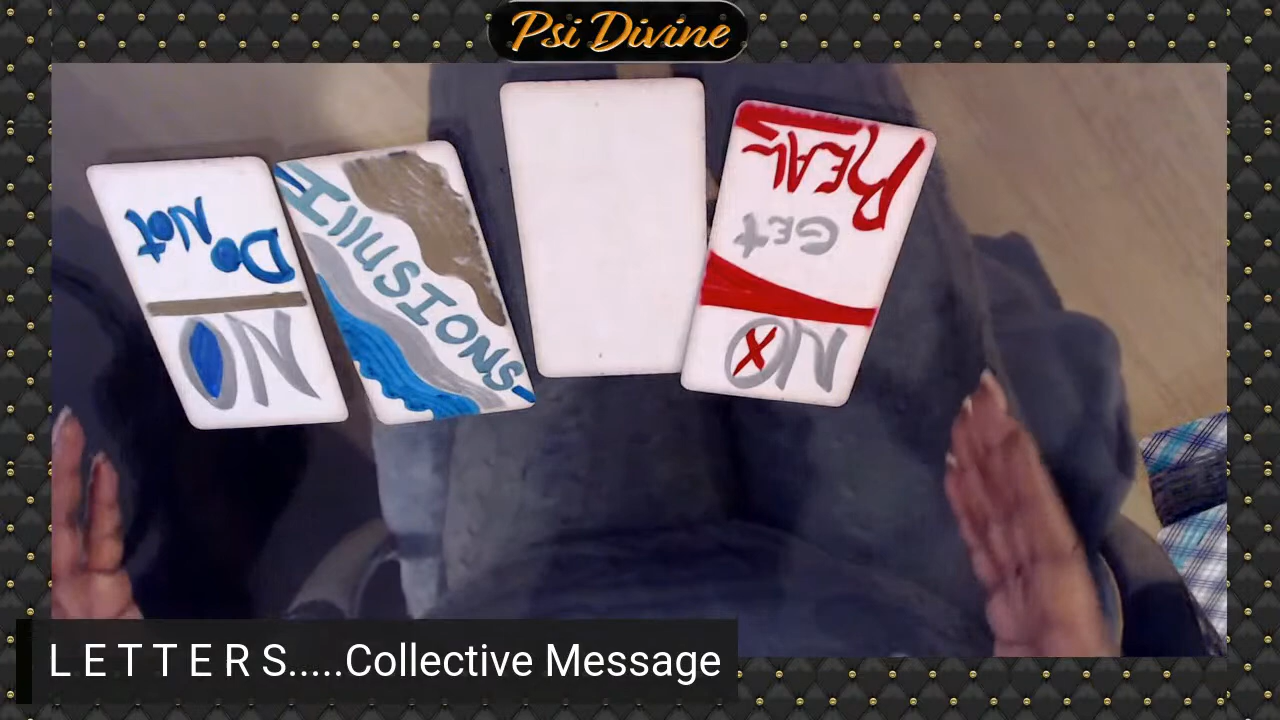 Psi Divine
NO
Do Not
IllUSIONS
NO
GET
REAL
L E T T E R S.....Collective Message